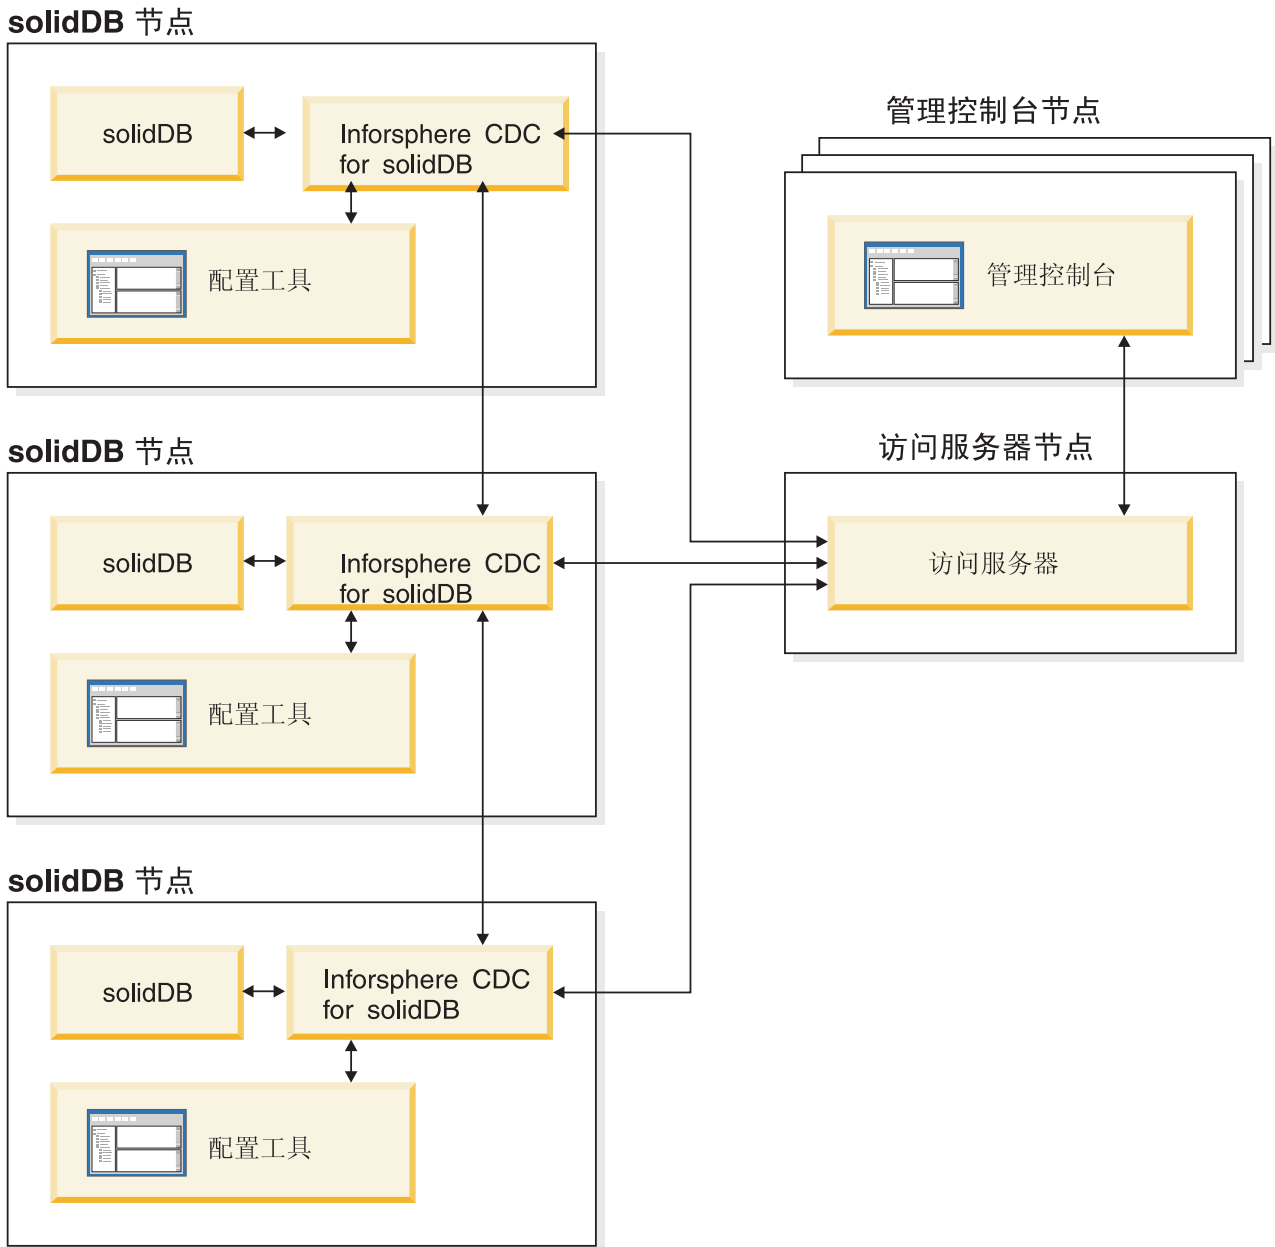 solidDB 节点
solidDB
Inforsphere CDC
for solidDB
配置工具
管理控制台节点
管理控制台
solidDB 节点
solidDB
Inforsphere CDC
for solidDB
配置工具
访问服务器节点
访问服务器
solidDB 节点
solidDB
Inforsphere CDC
for solidDB
配置工具